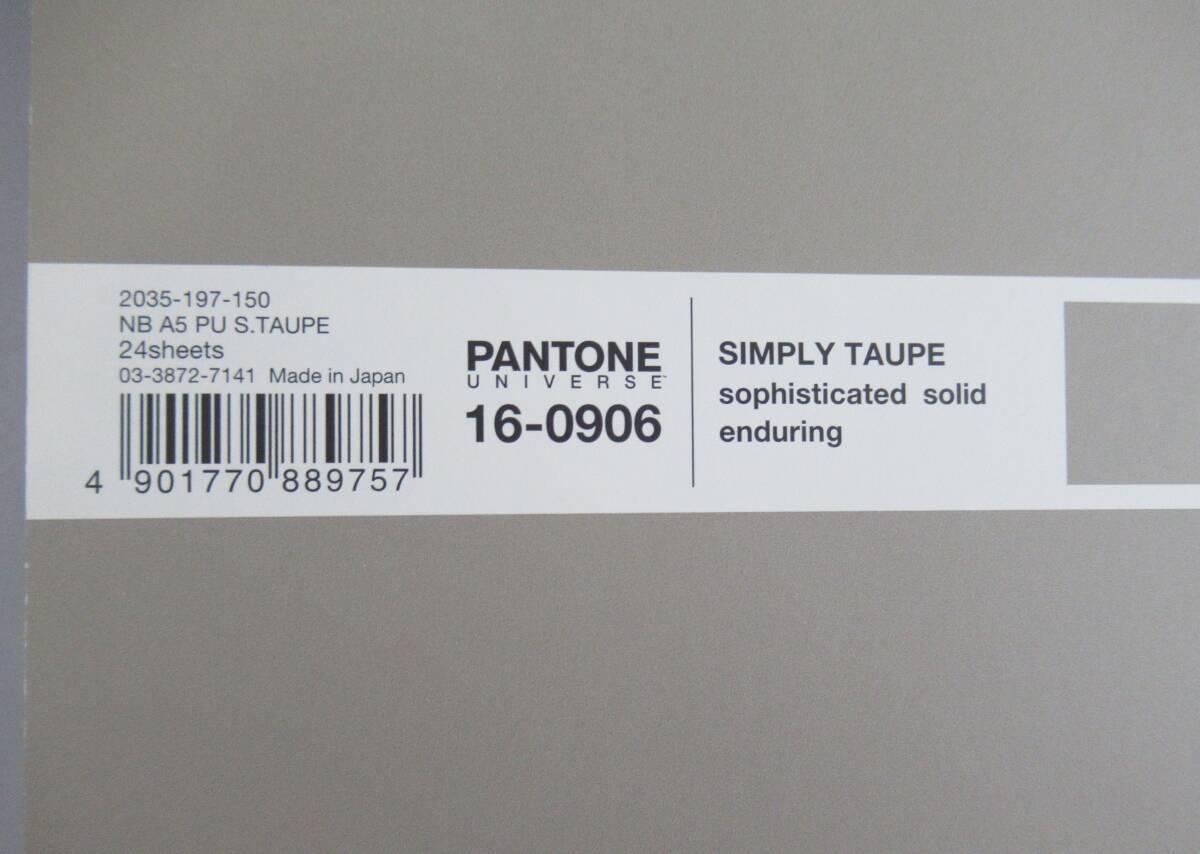 2035-197-150
NB A5 PU S.TAUPE
24sheets
03-3872-7141 Made in Japan
4 901770 889757
PANTONE
UNIVERSE™
16-0906
SIMPLY TAUPE
sophisticated solid
enduring